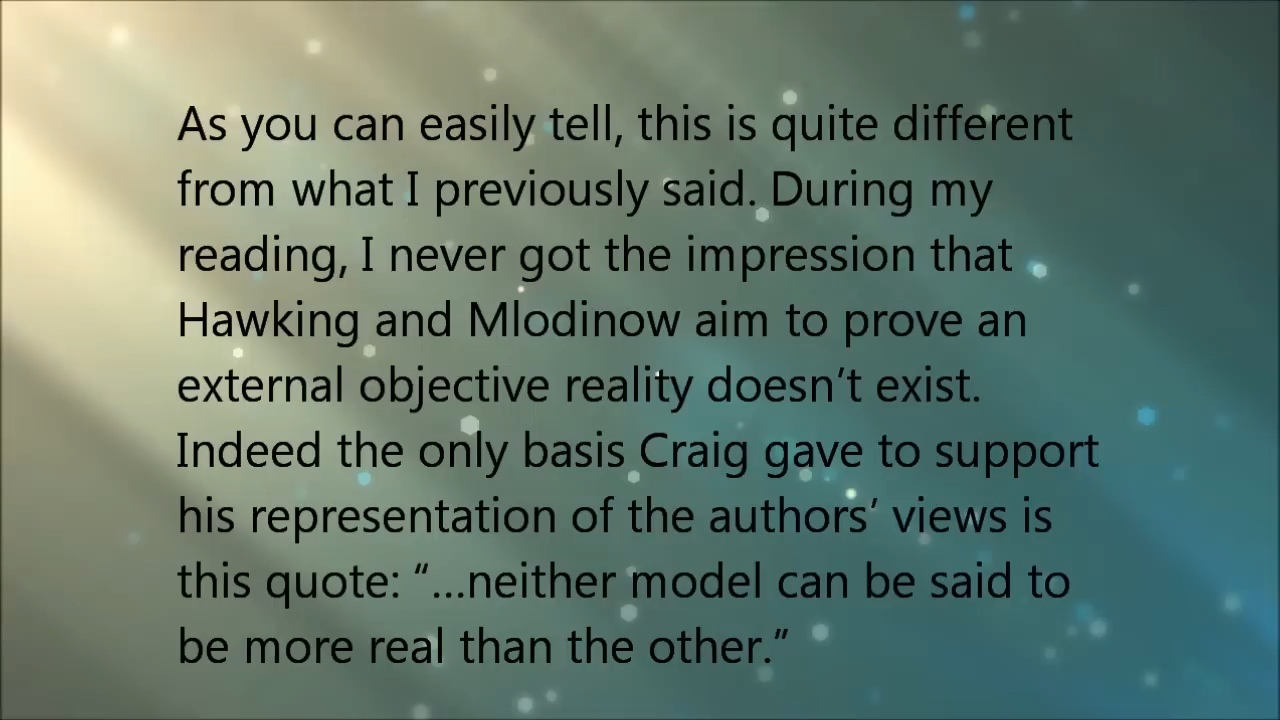 As you can easily tell, this is quite different
from what I previously said. During my
reading, I never got the impression that
Hawking and Mlodinow aim to prove an
external objective reality doesn’t exist.
Indeed the only basis Craig gave to support
his representation of the authors’ views is
this quote: “…neither model can be said to
be more real than the other.”